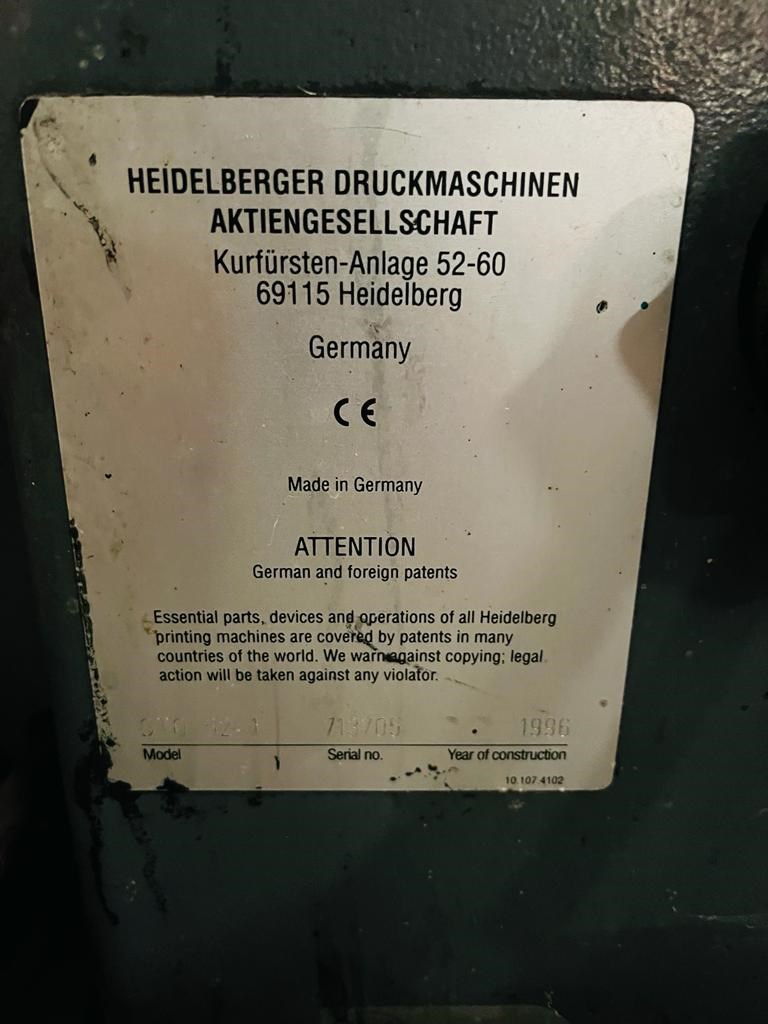 HEIDELBERGER DRUCKMASCHINEN
AKTIENGESELLSCHAFT
Kurfürsten-Anlage 52-60
69115 Heidelberg
Germany
CE
Made in Germany
ATTENTION
German and foreign patents
Essential parts, devices and operations of all Heidelberg
printing machines are covered by patents in many
countries of the world. We warn against copying; legal
action will be taken against any violator.
1996
Model Serial no. Year of construction
10.107.4102